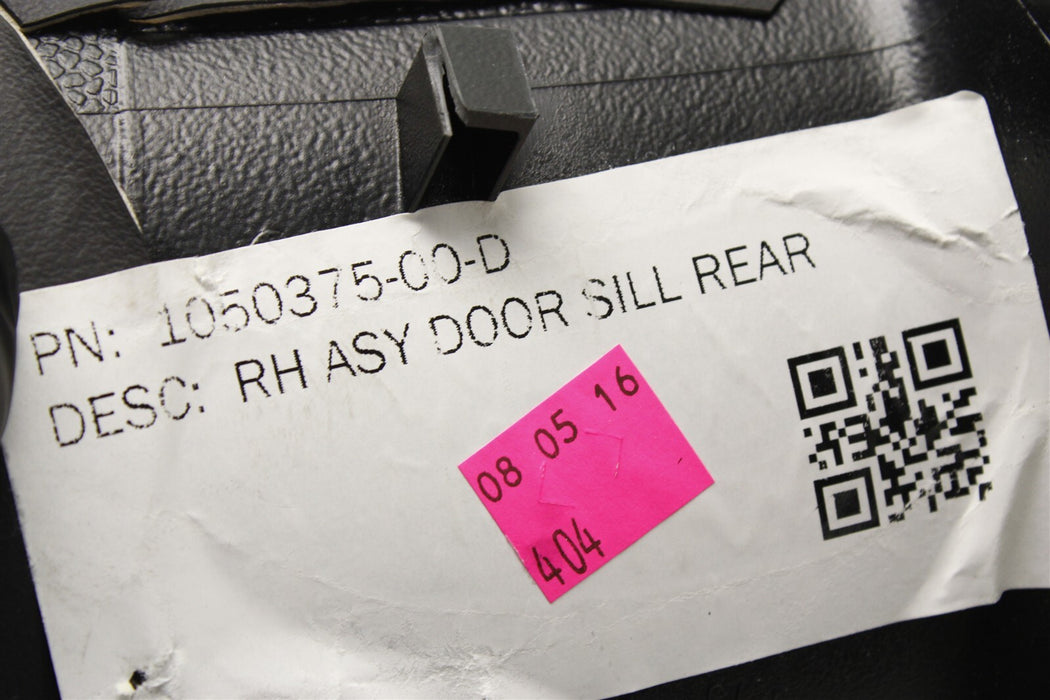 PN: 1050375-00-D
DESC: RH ASY DOOR SILL REAR
08 05 16
404